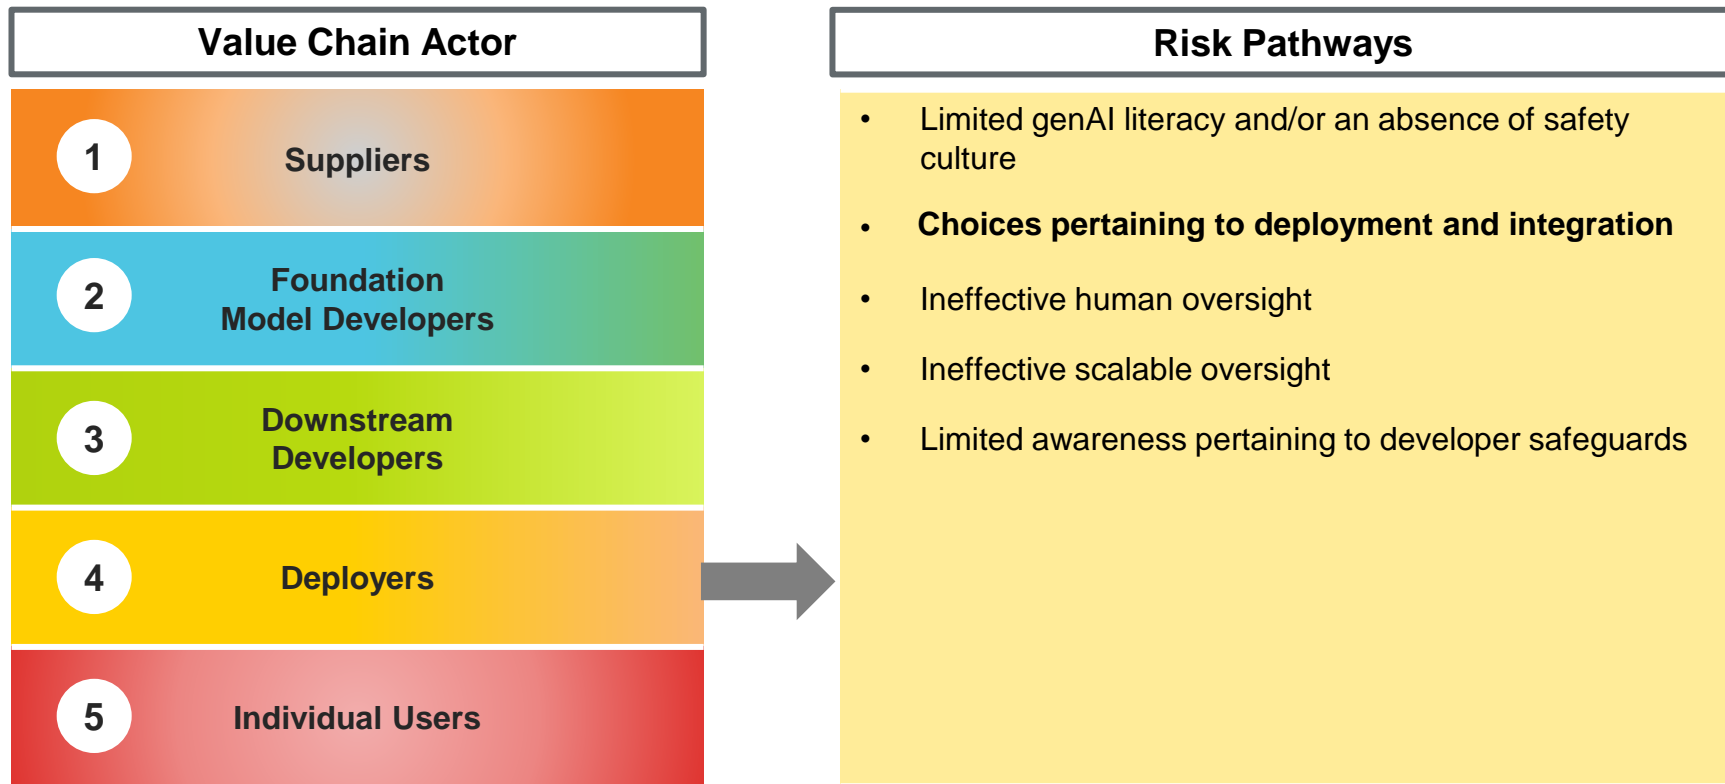 Value Chain Actor
1
Suppliers
2
Foundation
Model Developers
3
Downstream
Developers
4
Deployers
5
Individual Users
Risk Pathways
• Limited genAI literacy and/or an absence of safety
culture
• Choices pertaining to deployment and integration
• Ineffective human oversight
• Ineffective scalable oversight
• Limited awareness pertaining to developer safeguards